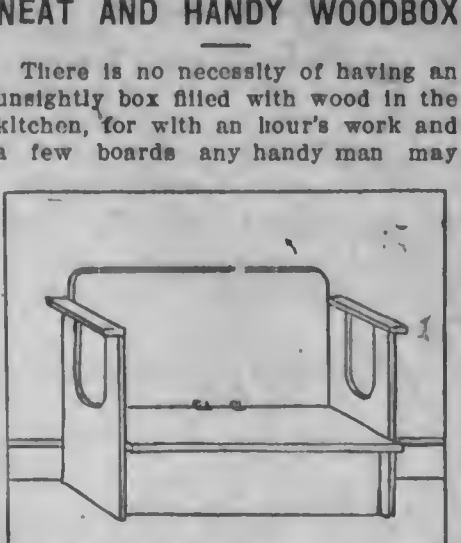 NEAT AND HANDY WOODBOX
There is no necessity of having an
unsightly box filled with wood in the
kitchen, for with an hour's work and
a few boards any handy man may